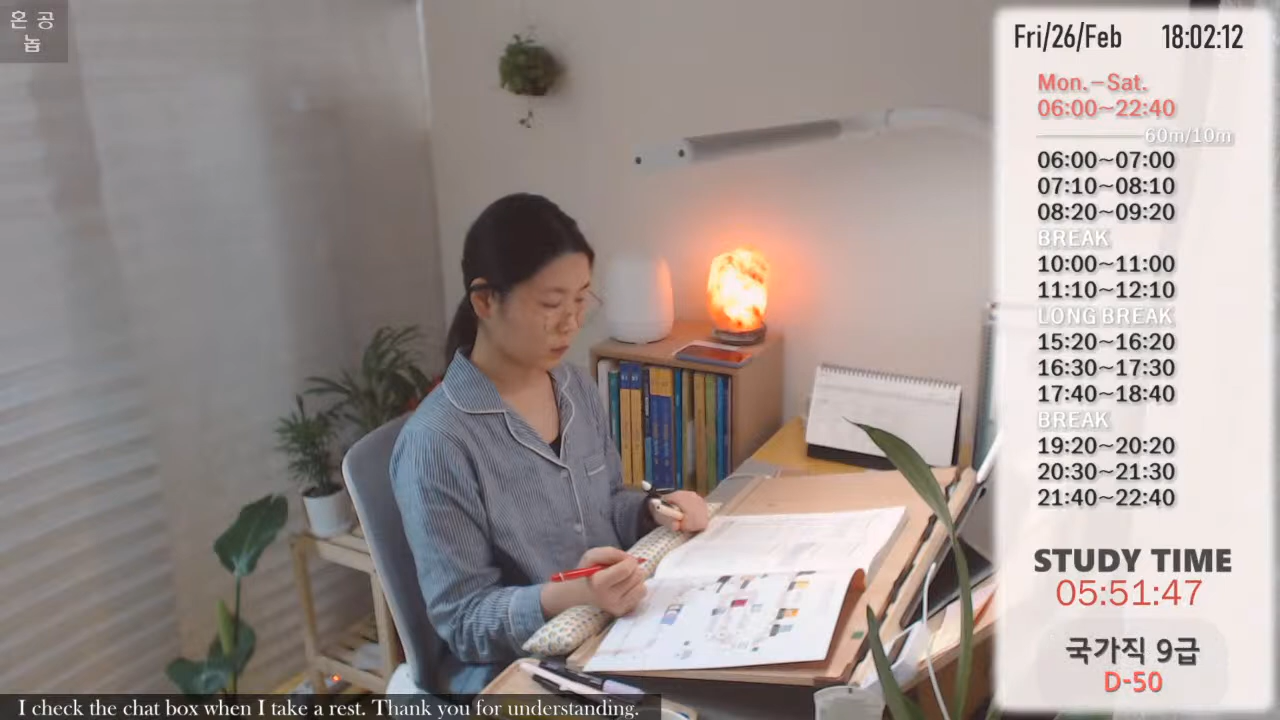 혼 공
놉
Fri/26/Feb 18:02:12
Mon.-Sat.
06:00~22:40
60m/10m
06:00~07:00
07:10~08:10
08:20~09:20
BREAK
10:00~11:00
11:10~12:10
LONG BREAK
15:20~16:20
16:30~17:30
17:40~18:40
BREAK
19:20~20:20
20:30~21:30
21:40~22:40
STUDY TIME
05:51:47
국가직 9급
D-50
I check the chat box when I take a rest. Thank you for understanding.